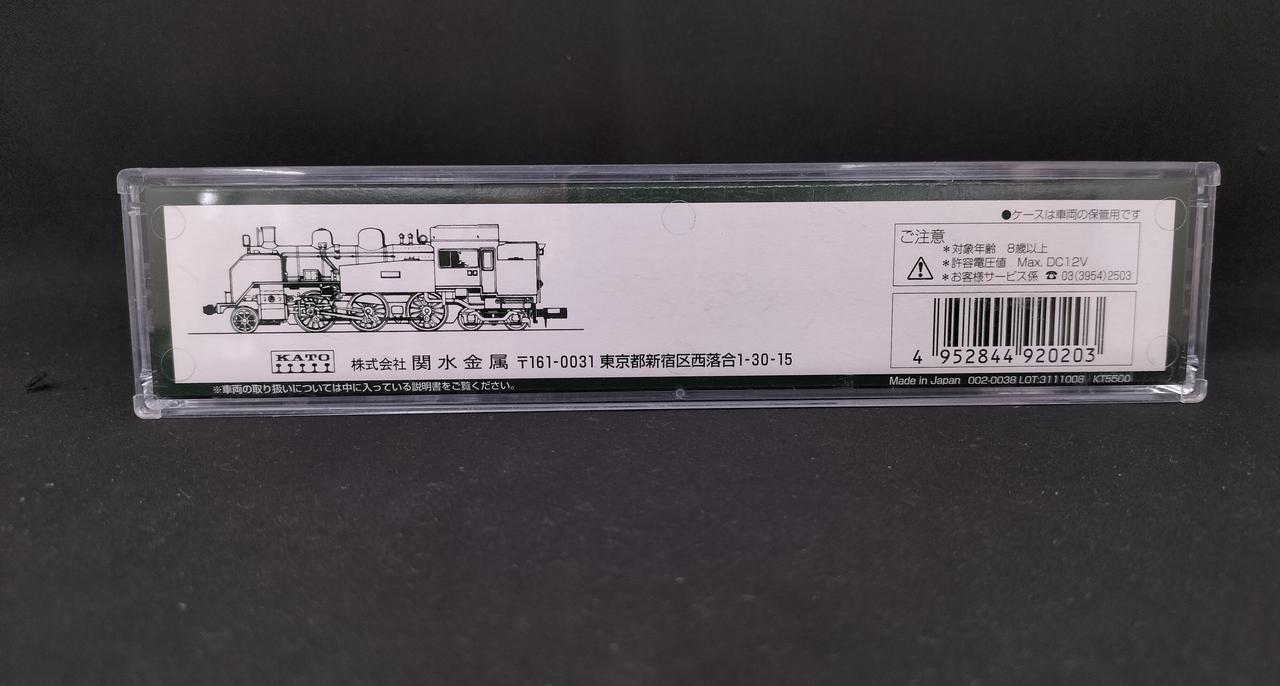 ●ケースは車両の保管用です
ご注意
＊対象年齢　8歳以上
＊許容電圧値　Max. DC12V
＊お客様サービス係 ☎ 03(3954)2503
4 952844 920203
KATO
株式会社 関水金属 〒161-0031 東京都新宿区西落合1-30-15
※車両の取り扱いについては中に入っている説明書をご覧ください。
Made in Japan 002-0038 LOT:3111008 KT5500